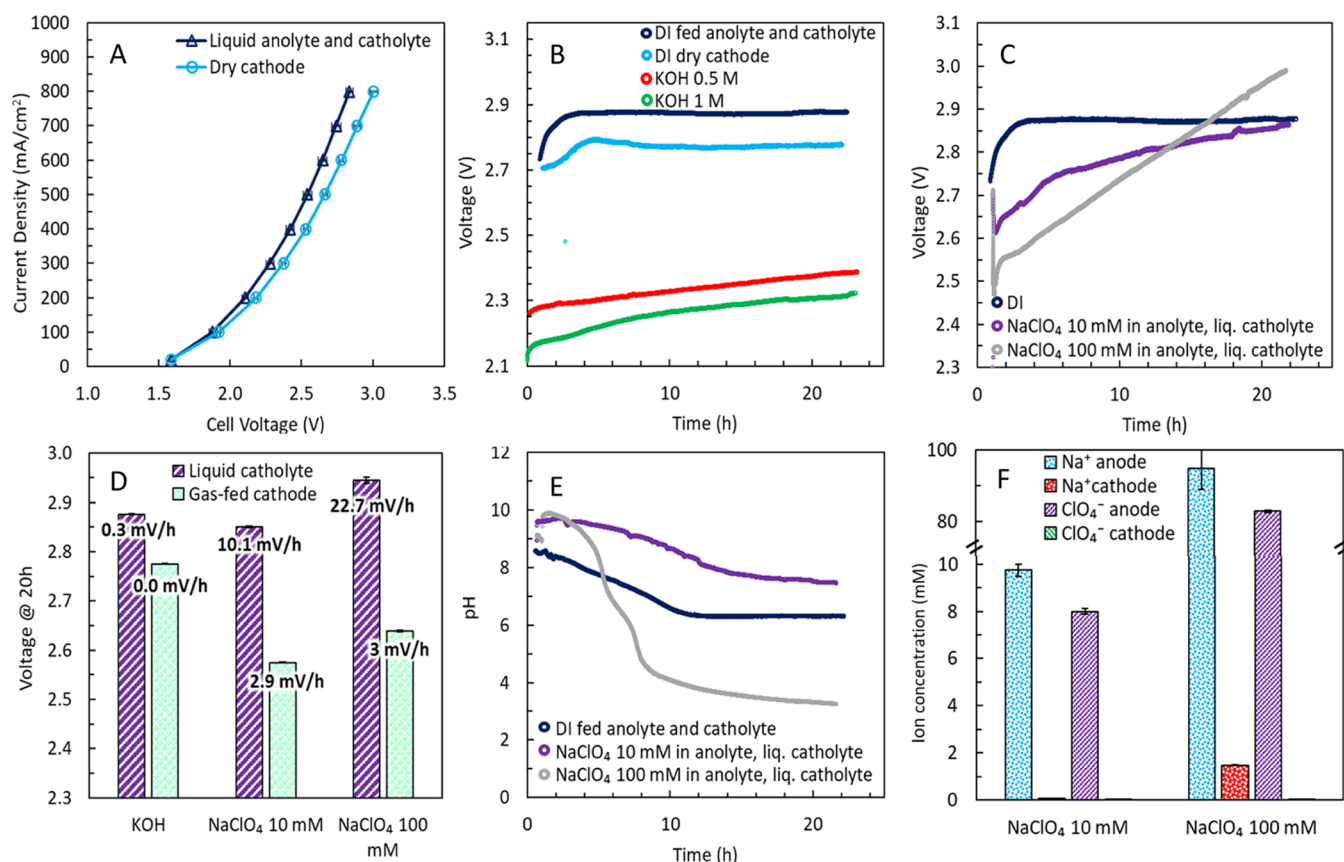 A
Liquid anolyte and catholyte
Dry cathode
Current Density (mA/cm²)
1000
900
800
700
600
500
400
300
200
100
0
1.0
1.5
2.0
2.5
3.0
3.5
Cell Voltage (V)
B
DI fed anolyte and catholyte
DI dry cathode
KOH 0.5 M
KOH 1 M
Voltage (V)
3.1
2.9
2.7
2.5
2.3
2.1
0
10
20
Time (h)
C
Voltage (V)
3.1
3.0
2.9
2.8
2.7
2.6
2.5
2.4
2.3
DI
NaClO₄ 10 mM in anolyte, liq. catholyte
NaClO₄ 100 mM in anolyte, liq. catholyte
0
10
20
Time (h)
D
Liquid catholyte
Gas-fed cathode
Voltage @ 20h
3.0
2.9
2.8
2.7
2.6
2.5
2.4
2.3
0.3 mV/h
0.0 mV/h
10.1 mV/h
2.9 mV/h
22.7 mV/h
3 mV/h
KOH
NaClO₄ 10 mM
NaClO₄ 100
mM
E
pH
12
10
8
6
4
2
0
DI fed anolyte and catholyte
NaClO₄ 10 mM in anolyte, liq. catholyte
NaClO₄ 100 mM in anolyte, liq. catholyte
0
10
20
Time (h)
F
Na⁺ anode
Na⁺cathode
ClO₄⁻ anode
ClO₄⁻ cathode
Ion concentration (mM)
100
80
10
8
6
4
2
0
NaClO₄ 10 mM
NaClO₄ 100 mM